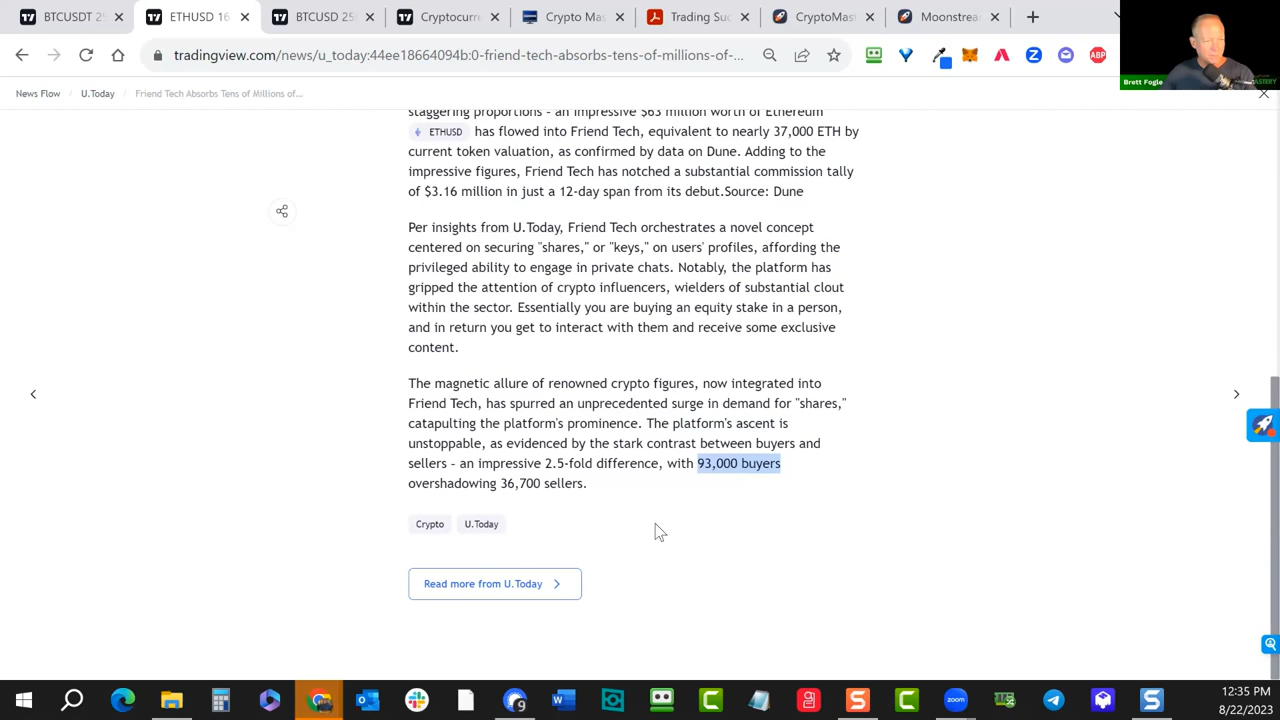 BTCUSD 25
ETHUSD 16
BTCUSD 25
Cryptocurr
Crypto Mas
Trading Suc
CryptoMas
Moonstrea
tradingview.com/news/u_today:44ee18664094b:0-friend-tech-absorbs-tens-of-millions-of-...
ABP
Brett Fogle
News Flow
U.Today
Friend Tech Absorbs Tens of Millions of...
staggering proportions - an impressive $63 million worth of Ethereum
ETHUSD has flowed into Friend Tech, equivalent to nearly 37,000 ETH by
current token valuation, as confirmed by data on Dune. Adding to the
impressive figures, Friend Tech has notched a substantial commission tally
of $3.16 million in just a 12-day span from its debut.Source: Dune
Per insights from U.Today, Friend Tech orchestrates a novel concept
centered on securing "shares," or "keys," on users' profiles, affording the
privileged ability to engage in private chats. Notably, the platform has
gripped the attention of crypto influencers, wielders of substantial clout
within the sector. Essentially you are buying an equity stake in a person,
and in return you get to interact with them and receive some exclusive
content.
The magnetic allure of renowned crypto figures, now integrated into
Friend Tech, has spurred an unprecedented surge in demand for "shares,"
catapulting the platform's prominence. The platform's ascent is
unstoppable, as evidenced by the stark contrast between buyers and
sellers - an impressive 2.5-fold difference, with 93,000 buyers
overshadowing 36,700 sellers.
Crypto
U.Today
Read more from U.Today
12:35 PM
8/22/2023